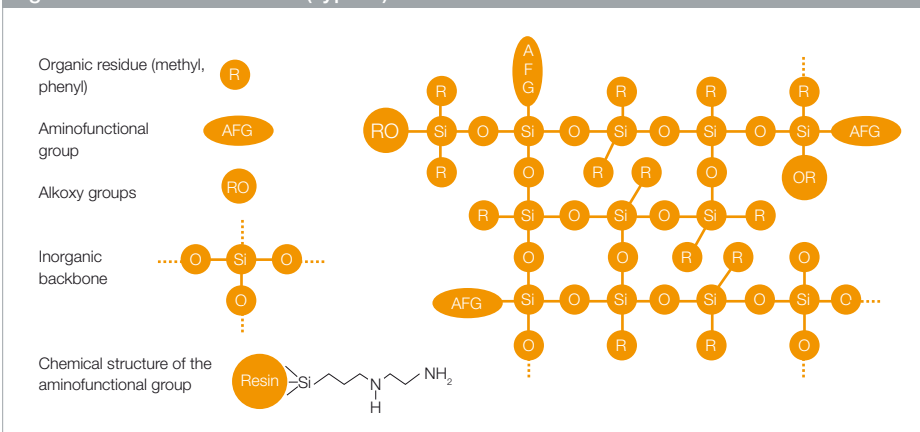 Organic residue (methyl,
phenyl)
R
Aminofunctional
group
AFG
Alkoxy groups
RO
Inorganic
backbone
O Si O
O
Chemical structure of the
aminofunctional group
Resin Si N NH2
H
A
F
G
R R R R
RO Si O Si O Si O Si O Si AFG
R O R R O OR
R Si O Si O Si R
O O R R O
AFG Si O Si O Si O Si O
O R R O